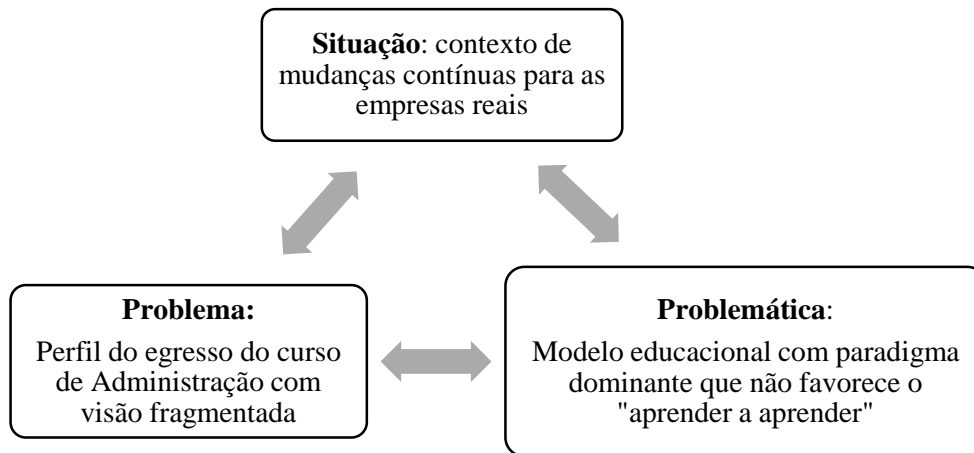 Situação: contexto de
mudanças contínuas para as
empresas reais
Problema:
Perfil do egresso do curso
de Administração com
visão fragmentada
Problemática:
Modelo educacional com paradigma
dominante que não favorece o
"aprender a aprender"